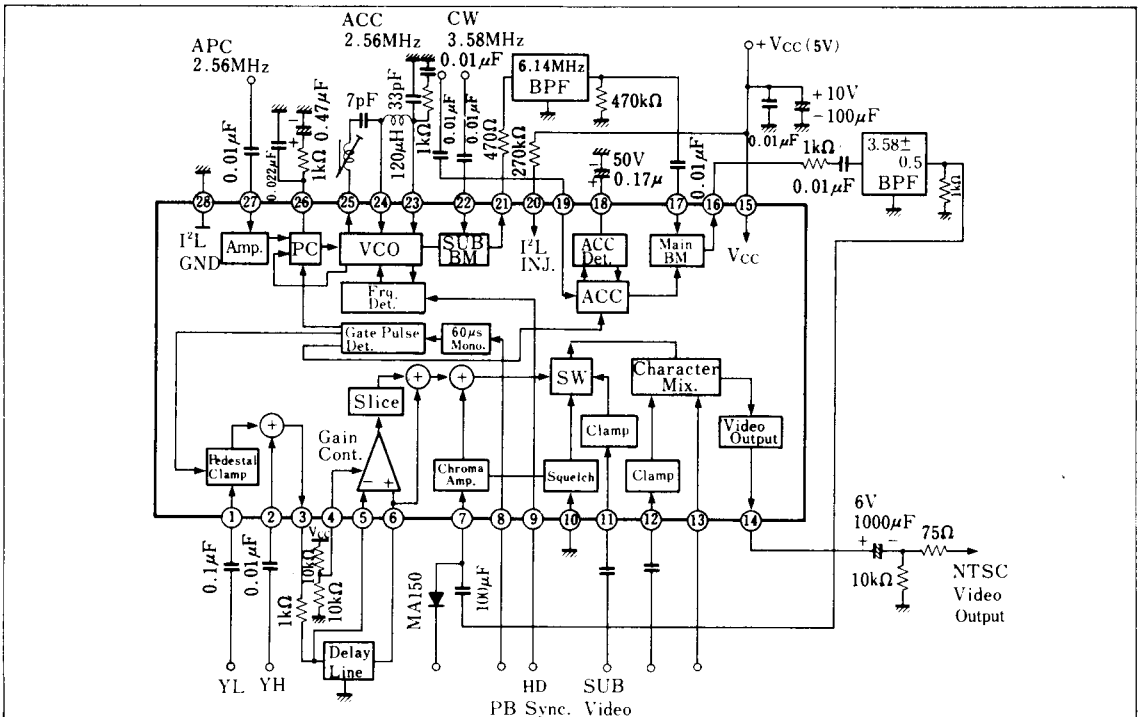 ACC
2.56MHz
CW
3.58MHz
0.01μF
APC
2.56MHz
+VCC (5V)
6.14MHz
BPF
7pF
33pF
120μH
1kΩ
0.01μF
0.01μF
470Ω
270kΩ
470kΩ
0.01μF
0.022μF
0.47μF
+
-
1kΩ
50V
0.17μ
+
-
0.01μF
1kΩ
0.01μF
0.01μF
+10V
-100μF
3.58±
0.5
BPF
1kΩ
28
27
26
25
24
23
22
21
20
19
18
17
16
15
I²L
GND
Amp.
PC
VCO
SUB
BM
I²L
INJ.
ACC
Det.
Main
BM
VCC
Frq.
Det.
ACC
Gate Pulse
Det.
60μs
Mono.
+
+
SW
Character
Mix.
Slice
Gain
Cont.
- +
+
Pedestal
Clamp
Chroma
Amp.
Squelch
Clamp
Clamp
Video
Output
1
2
3
4
5
6
7
8
9
10
11
12
13
14
0.1μF
0.01μF
VCC
10kΩ
10kΩ
1kΩ
MA150
100μF
6V
1000μF
+ -
75Ω
10kΩ
NTSC
Video
Output
Delay
Line
YL
YH
HD
SUB
PB Sync.
Video